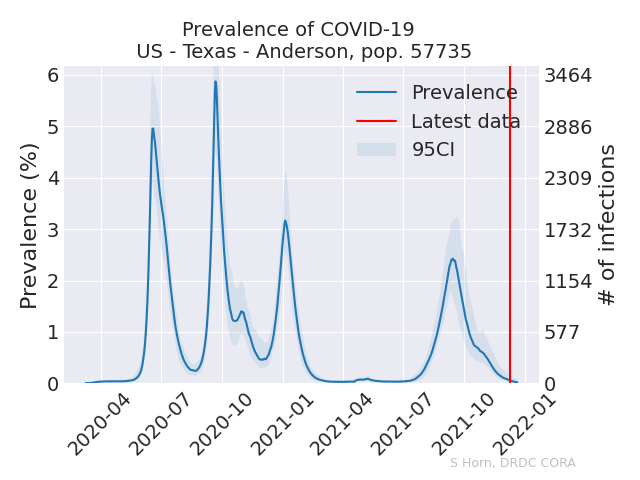 Prevalence of COVID-19
US - Texas - Anderson, pop. 57735
Prevalence (%)
6
5
4
3
2
1
0
Prevalence
Latest data
95CI
3464
2886
2309
1732
1154
577
0
# of infections
2020-04
2020-07
2020-10
2021-01
2021-04
2021-07
2021-10
2022-01
S Horn, DRDC CORA